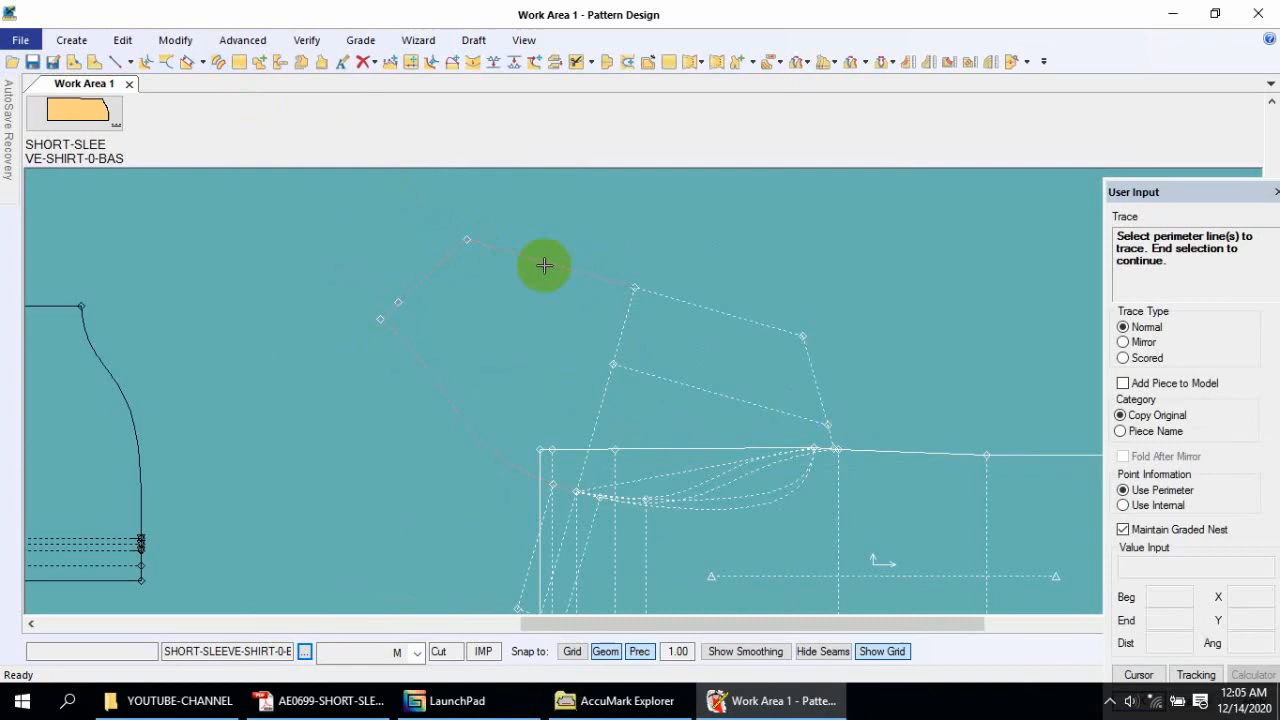 Work Area 1 - Pattern Design
File Create Edit Modify Advanced Verify Grade Wizard Draft View
AutoSave Recovery
Work Area 1
SHORT-SLEE
VE-SHIRT-0-BAS
User Input
Trace
Select perimeter line(s) to
trace. End selection to
continue.
Trace Type
Normal
Mirror
Scored
Add Piece to Model
Category
Copy Original
Piece Name
Fold After Mirror
Point Information
Use Perimeter
Use Internal
Maintain Graded Nest
Value Input
Beg X
End Y
Dist Ang
Cursor Tracking Calculator
SHORT-SLEEVE-SHIRT-0-E ... M Cut IMP Snap to: Grid Geom Prec 1.00 Show Smoothing Hide Seams Show Grid
Ready
YOUTUBE-CHANNEL AE0699-SHORT-SLE... LaunchPad AccuMark Explorer Work Area 1 - Patte...
12:05 AM
12/14/2020